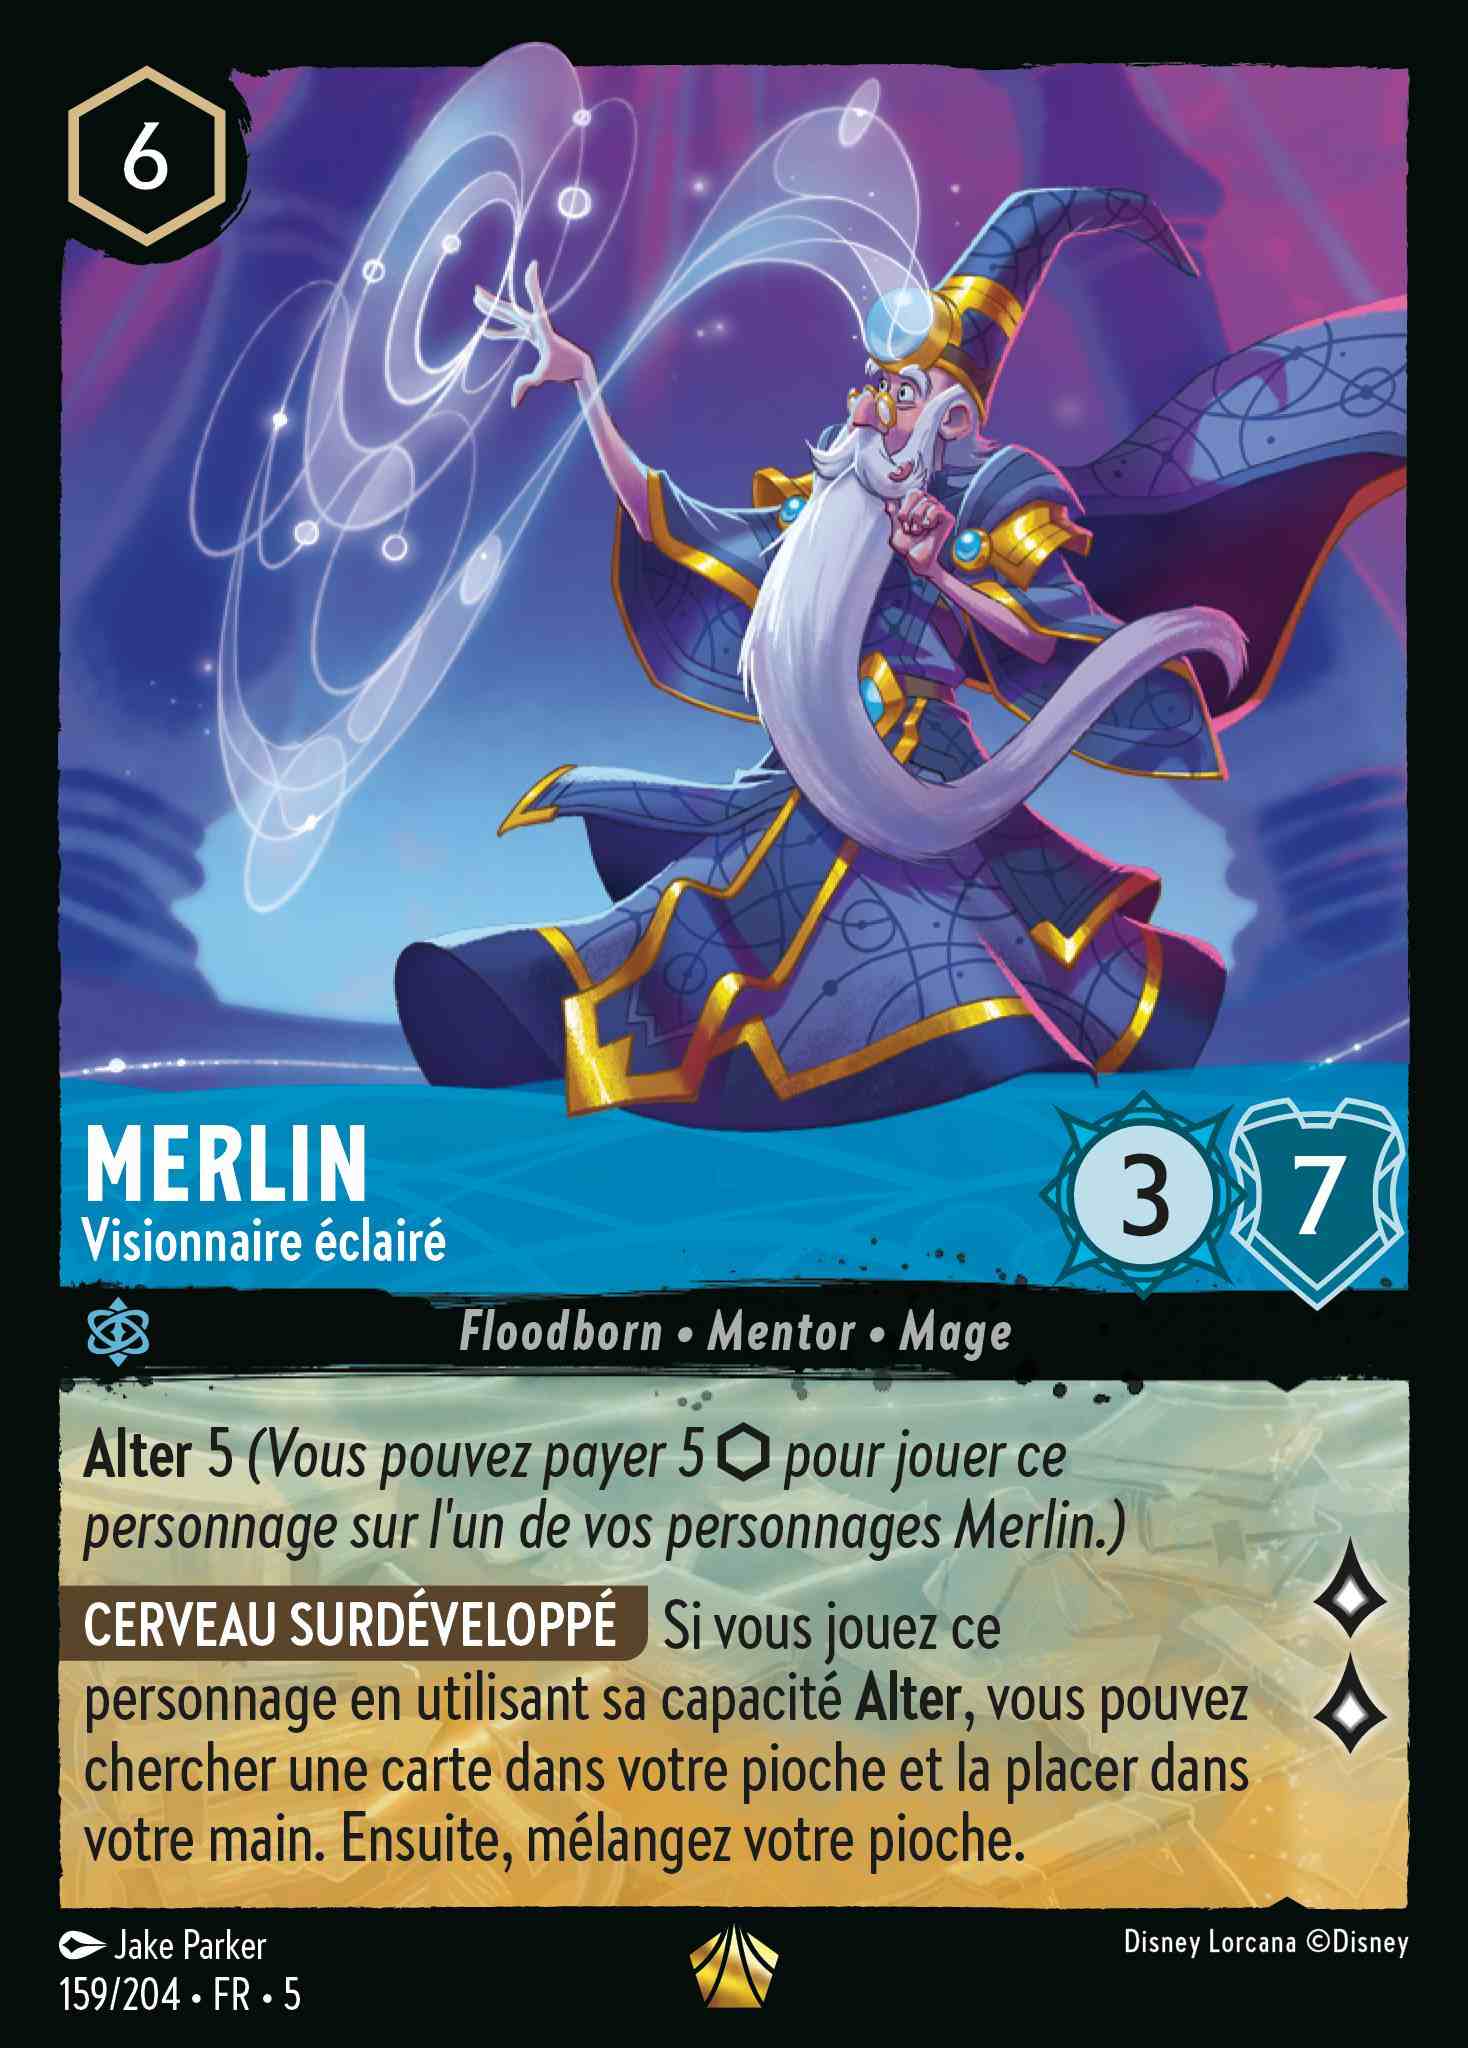 6
MERLIN
Visionnaire éclairé
3 7
Floodborn • Mentor • Mage
Alter 5 (Vous pouvez payer 5 ⬡ pour jouer ce
personnage sur l'un de vos personnages Merlin.)
CERVEAU SURDÉVELOPPÉ Si vous jouez ce
personnage en utilisant sa capacité Alter, vous pouvez
chercher une carte dans votre pioche et la placer dans
votre main. Ensuite, mélangez votre pioche.
Jake Parker
Disney Lorcana ©Disney
159/204 • FR • 5